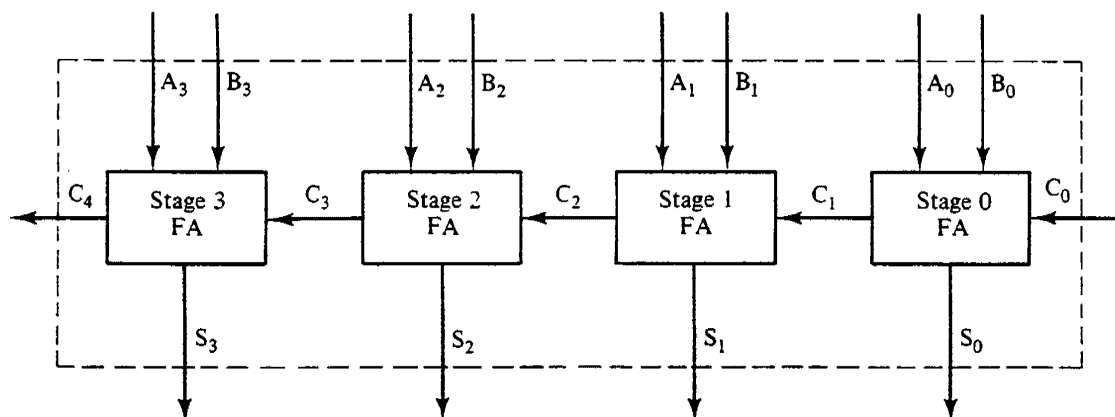 A₃ B₃ A₂ B₂ A₁ B₁ A₀ B₀
C₄ Stage 3 C₃ Stage 2 C₂ Stage 1 C₁ Stage 0 C₀
FA FA FA FA
S₃ S₂ S₁ S₀